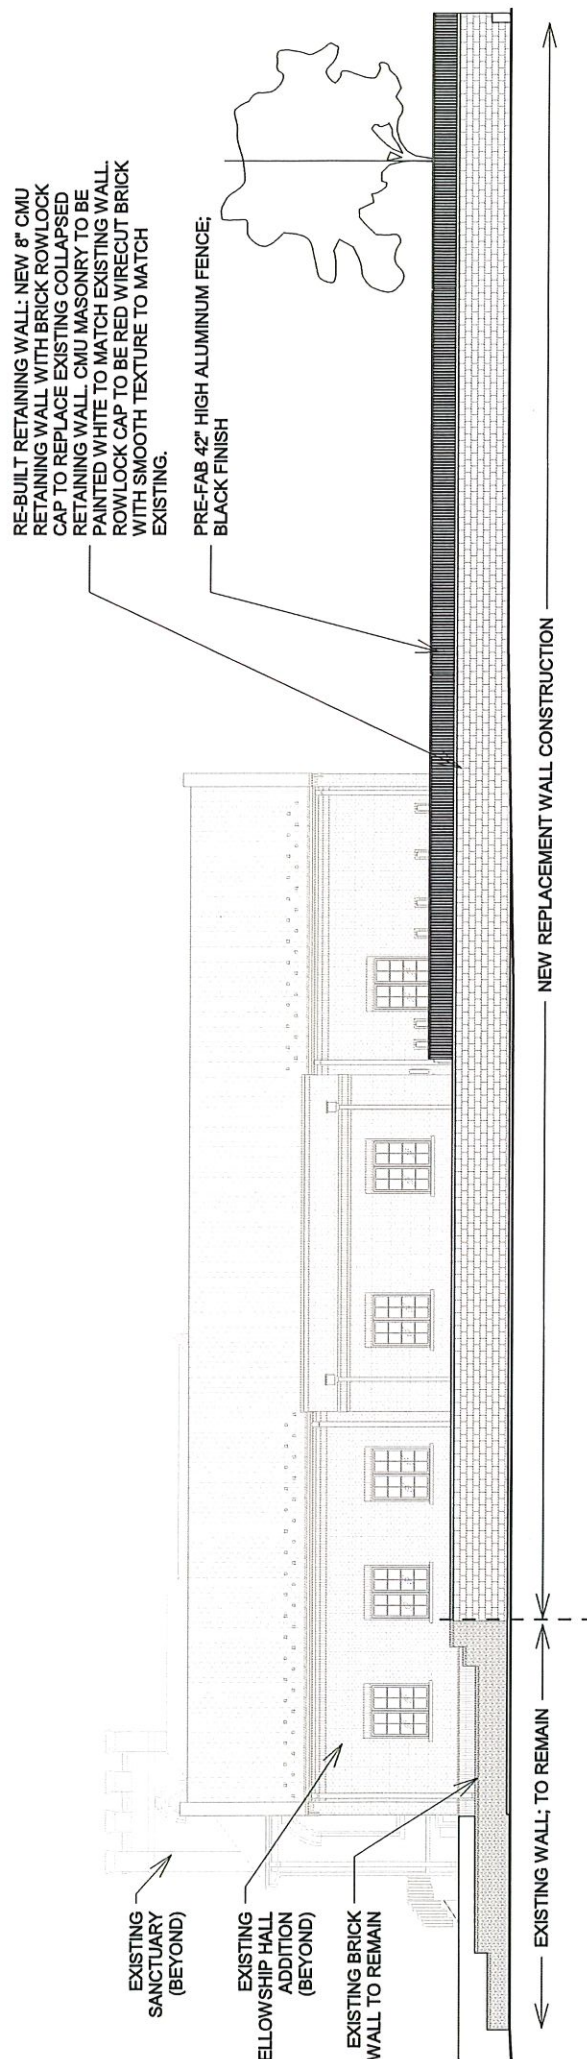 RE-BUILT RETAINING WALL: NEW 8" CMU
RETAINING WALL WITH BRICK ROWLOCK
CAP TO REPLACE EXISTING COLLAPSED
RETAINING WALL. CMU MASONRY TO BE
PAINTED WHITE TO MATCH EXISTING WALL.
ROWLOCK CAP TO BE RED WIRECUT BRICK
WITH SMOOTH TEXTURE TO MATCH
EXISTING.
PRE-FAB 42" HIGH ALUMINUM FENCE;
BLACK FINISH
EXISTING
SANCTUARY
(BEYOND)
EXISTING
ELLOWSHIP HALL
ADDITION
(BEYOND)
EXISTING BRICK
WALL TO REMAIN
EXISTING WALL; TO REMAIN
NEW REPLACEMENT WALL CONSTRUCTION